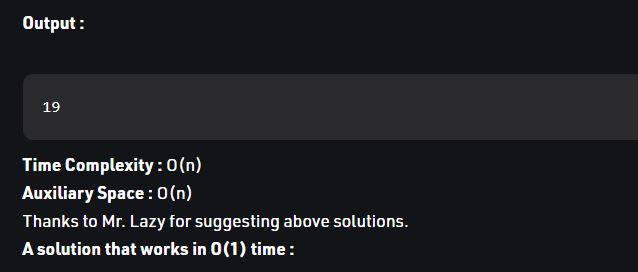 Output :
19
Time Complexity : O(n)
Auxiliary Space : O(n)
Thanks to Mr. Lazy for suggesting above solutions.
A solution that works in O(1) time :